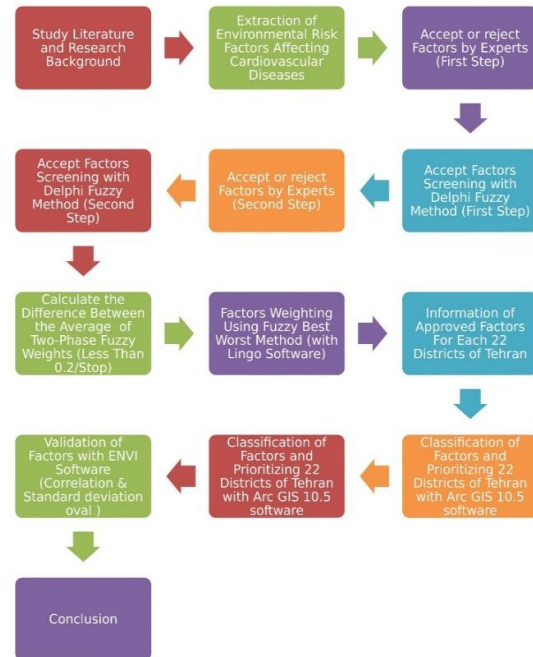 Study Literature
and Research
Background
Extraction of
Environmental Risk
Factors Affecting
Cardiovascular
Diseases
Accept or reject
Factors by Experts
(First Step)
Accept Factors
Screening with
Delphi Fuzzy
Method (First Step)
Accept or reject
Factors by Experts
(Second Step)
Accept Factors
Screening with
Delphi Fuzzy
Method (Second
Step)
Calculate the
Difference Between
the Average of
Two-Phase Fuzzy
Weights (Less Than
0.2/Stop)
Factors Weighting
Using Fuzzy Best
Worst Method (with
Lingo Software)
Information of
Approved Factors
For Each 22
Districts of Tehran
Classification of
Factors and
Prioritizing 22
Districts of Tehran
with Arc GIS 10.5
software
Classification of
Factors and
Prioritizing 22
Districts of Tehran
with Arc GIS 10.5
software
Validation of
Factors with ENVI
Software
(Correlation &
Standard deviation
oval )
Conclusion